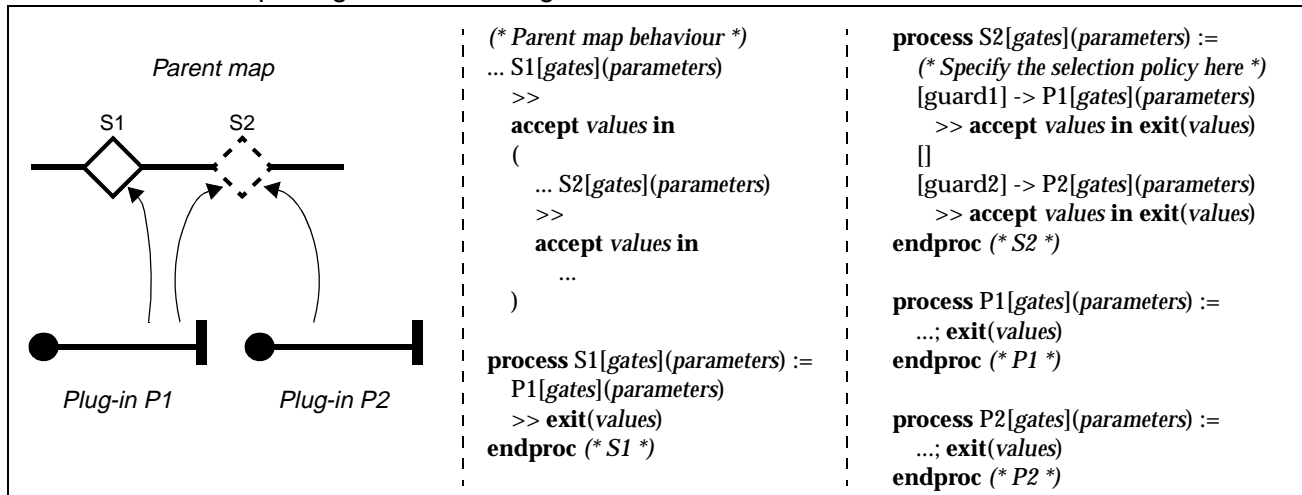 Parent map
S1
S2
Plug-in P1
Plug-in P2
(* Parent map behaviour *)
... S1[gates](parameters)
>>
accept values in
(
... S2[gates](parameters)
>>
accept values in
...
)
process S1[gates](parameters) :=
P1[gates](parameters)
>> exit(values)
endproc (* S1 *)
process S2[gates](parameters) :=
(* Specify the selection policy here *)
[guard1] -> P1[gates](parameters)
>> accept values in exit(values)
[]
[guard2] -> P2[gates](parameters)
>> accept values in exit(values)
endproc (* S2 *)
process P1[gates](parameters) :=
...; exit(values)
endproc (* P1 *)
process P2[gates](parameters) :=
...; exit(values)
endproc (* P2 *)